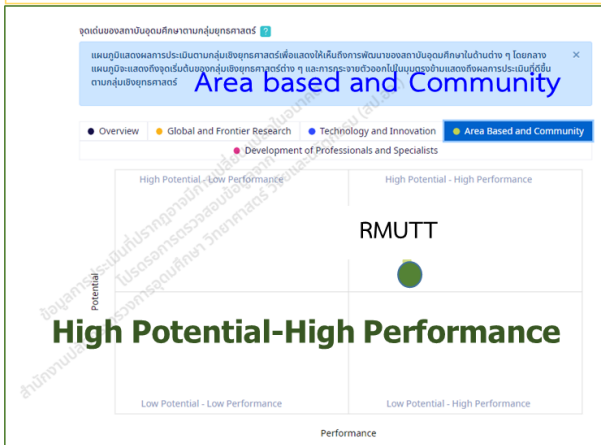 จุดเด่นของสถาบันอุดมศึกษาตามกลุ่มยุทธศาสตร์ ?
แผนภูมิแสดงผลการประเมินตามกลุ่มเชิงยุทธศาสตร์เพื่อแสดงให้เห็นถึงการพัฒนาของสถาบันอุดมศึกษาในด้านต่าง ๆ โดยกลาง
แผนภูมิจะแสดงถึงจุดเริ่มต้นของกลุ่มเชิงยุทธศาสตร์ต่าง ๆ และการกระจายตัวออกไปในมุมตรงข้ามแสดงถึงผลการประเมินที่ดีขึ้น
ตามกลุ่มเชิงยุทธศาสตร์
Area based and Community
Overview
Global and Frontier Research
Technology and Innovation
Area Based and Community
Development of Professionals and Specialists
High Potential - Low Performance
High Potential - High Performance
RMUTT
Potential
High Potential-High Performance
Low Potential - Low Performance
Low Potential - High Performance
Performance